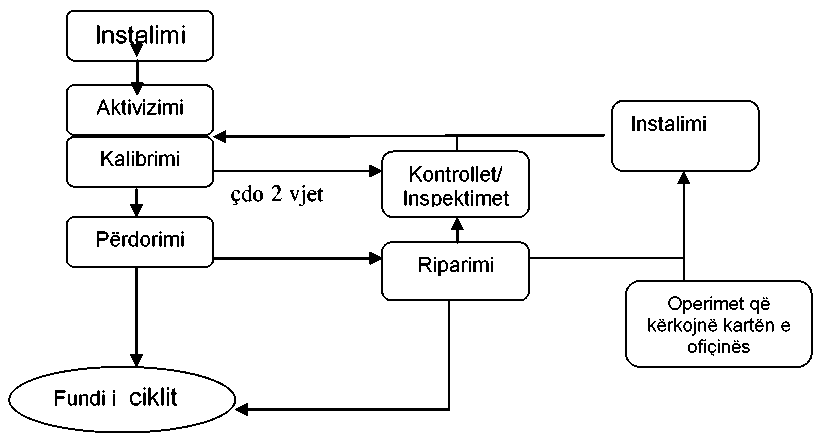 Instalimi
Aktivizimi
Instalimi
Kalibrimi
Kontrollet/
Inspektimet
çdo 2 vjet
Përdorimi
Riparimi
Operimet që
kërkojnë kartën e
ofiçinës
Fundi i ciklit